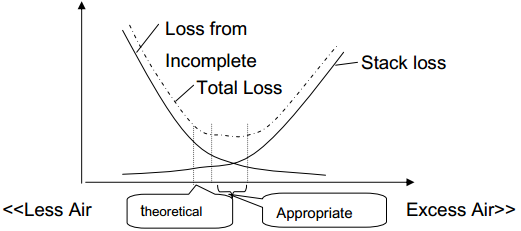 Loss from
Incomplete
Total Loss
Stack loss
<<Less Air
theoretical
Appropriate
Excess Air>>